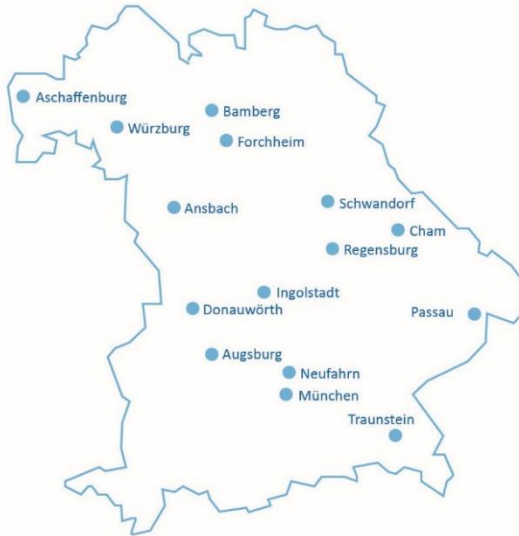 Aschaffenburg
Bamberg
Würzburg
Forchheim
Schwandorf
Ansbach
Cham
Regensburg
Ingolstadt
Donauwörth
Passau
Augsburg
Neufahrn
München
Traunstein